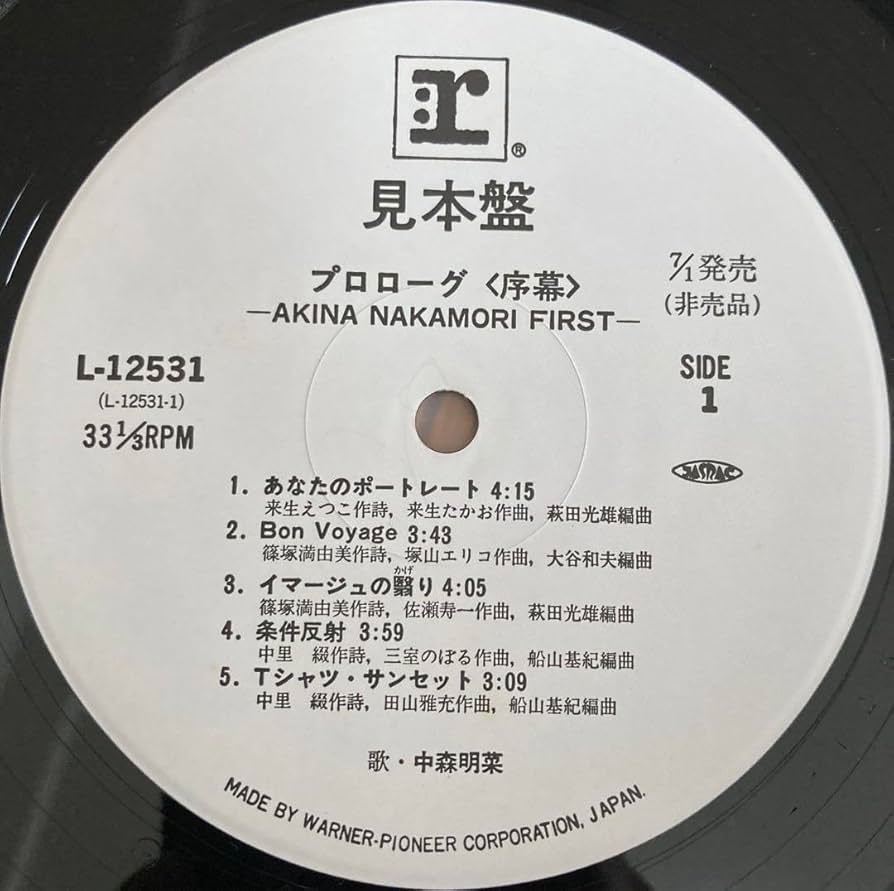 r®
見本盤
プロローグ〈序幕〉
—AKINA NAKAMORI FIRST—
7/1発売
(非売品)
L-12531
(L-12531-1)
33 1/3RPM
SIDE
1
JASRAC
1. あなたのポートレート 4:15
来生えつこ作詩, 来生たかお作曲, 萩田光雄編曲
2. Bon Voyage 3:43
篠塚満由美作詩, 塚山エリコ作曲, 大谷和夫編曲
かげ
3. イマージュの翳り 4:05
篠塚満由美作詩, 佐瀬寿一作曲, 萩田光雄編曲
4. 条件反射 3:59
中里 綴作詩, 三室のぼる作曲, 船山基紀編曲
5. Tシャツ・サンセット 3:09
中里 綴作詩, 田山雅充作曲, 船山基紀編曲
歌・中森明菜
MADE BY WARNER-PIONEER CORPORATION, JAPAN.